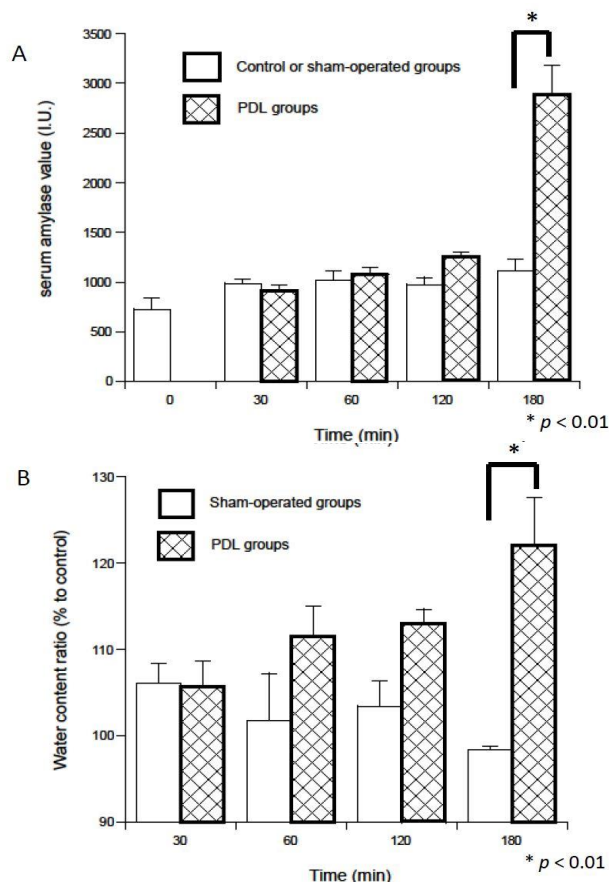 A
*
serum amylase value (I.U.)
3500
3000
2500
2000
1500
1000
500
0
Control or sham-operated groups
PDL groups
0 30 60 120 180
* p < 0.01
Time (min)
B
*
Water content ratio (% to control)
130
120
110
100
90
Sham-operated groups
PDL groups
30 60 120 180
* p < 0.01
Time (min)